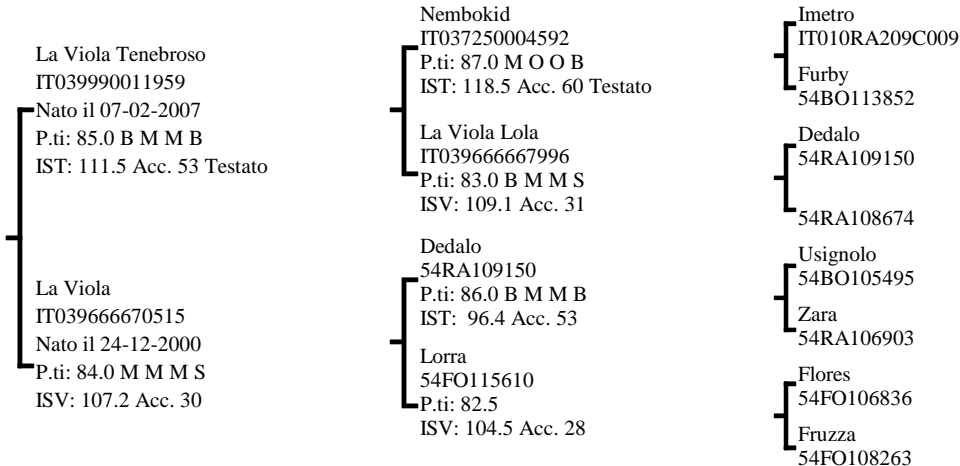 La Viola Tenebroso
IT039990011959
Nato il 07-02-2007
P.ti: 85.0 B M M B
IST: 111.5 Acc. 53 Testato
La Viola
IT039666670515
Nato il 24-12-2000
P.ti: 84.0 M M M S
ISV: 107.2 Acc. 30
Nembokid
IT037250004592
P.ti: 87.0 M O O B
IST: 118.5 Acc. 60 Testato
La Viola Lola
IT039666667996
P.ti: 83.0 B M M S
ISV: 109.1 Acc. 31
Dedalo
54RA109150
P.ti: 86.0 B M M B
IST:  96.4 Acc. 53
Lorra
54FO115610
P.ti: 82.5
ISV: 104.5 Acc. 28
Imetro
IT010RA209C009
Furby
54BO113852
Dedalo
54RA109150
54RA108674
Usignolo
54BO105495
Zara
54RA106903
Flores
54FO106836
Fruzza
54FO108263